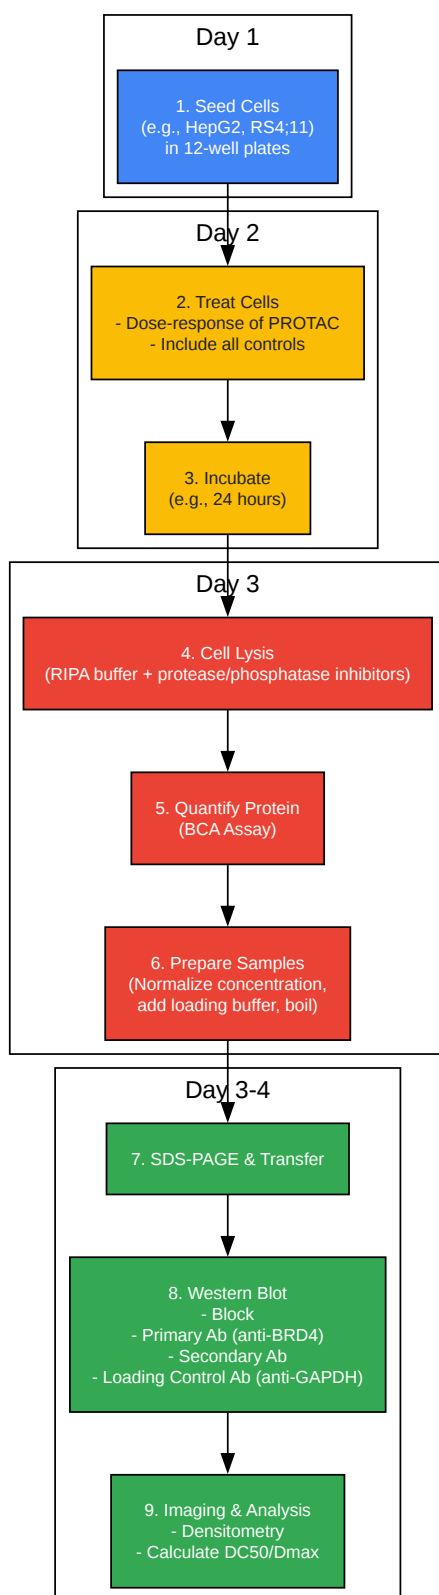 Day 1
1. Seed Cells
(e.g., HepG2, RS4;11)
in 12-well plates
Day 2
2. Treat Cells
- Dose-response of PROTAC
- Include all controls
3. Incubate
(e.g., 24 hours)
Day 3
4. Cell Lysis
(RIPA buffer + protease/phosphatase inhibitors)
5. Quantify Protein
(BCA Assay)
6. Prepare Samples
(Normalize concentration,
add loading buffer, boil)
Day 3-4
7. SDS-PAGE & Transfer
8. Western Blot
- Block
- Primary Ab (anti-BRD4)
- Secondary Ab
- Loading Control Ab (anti-GAPDH)
9. Imaging & Analysis
- Densitometry
- Calculate DC50/Dmax